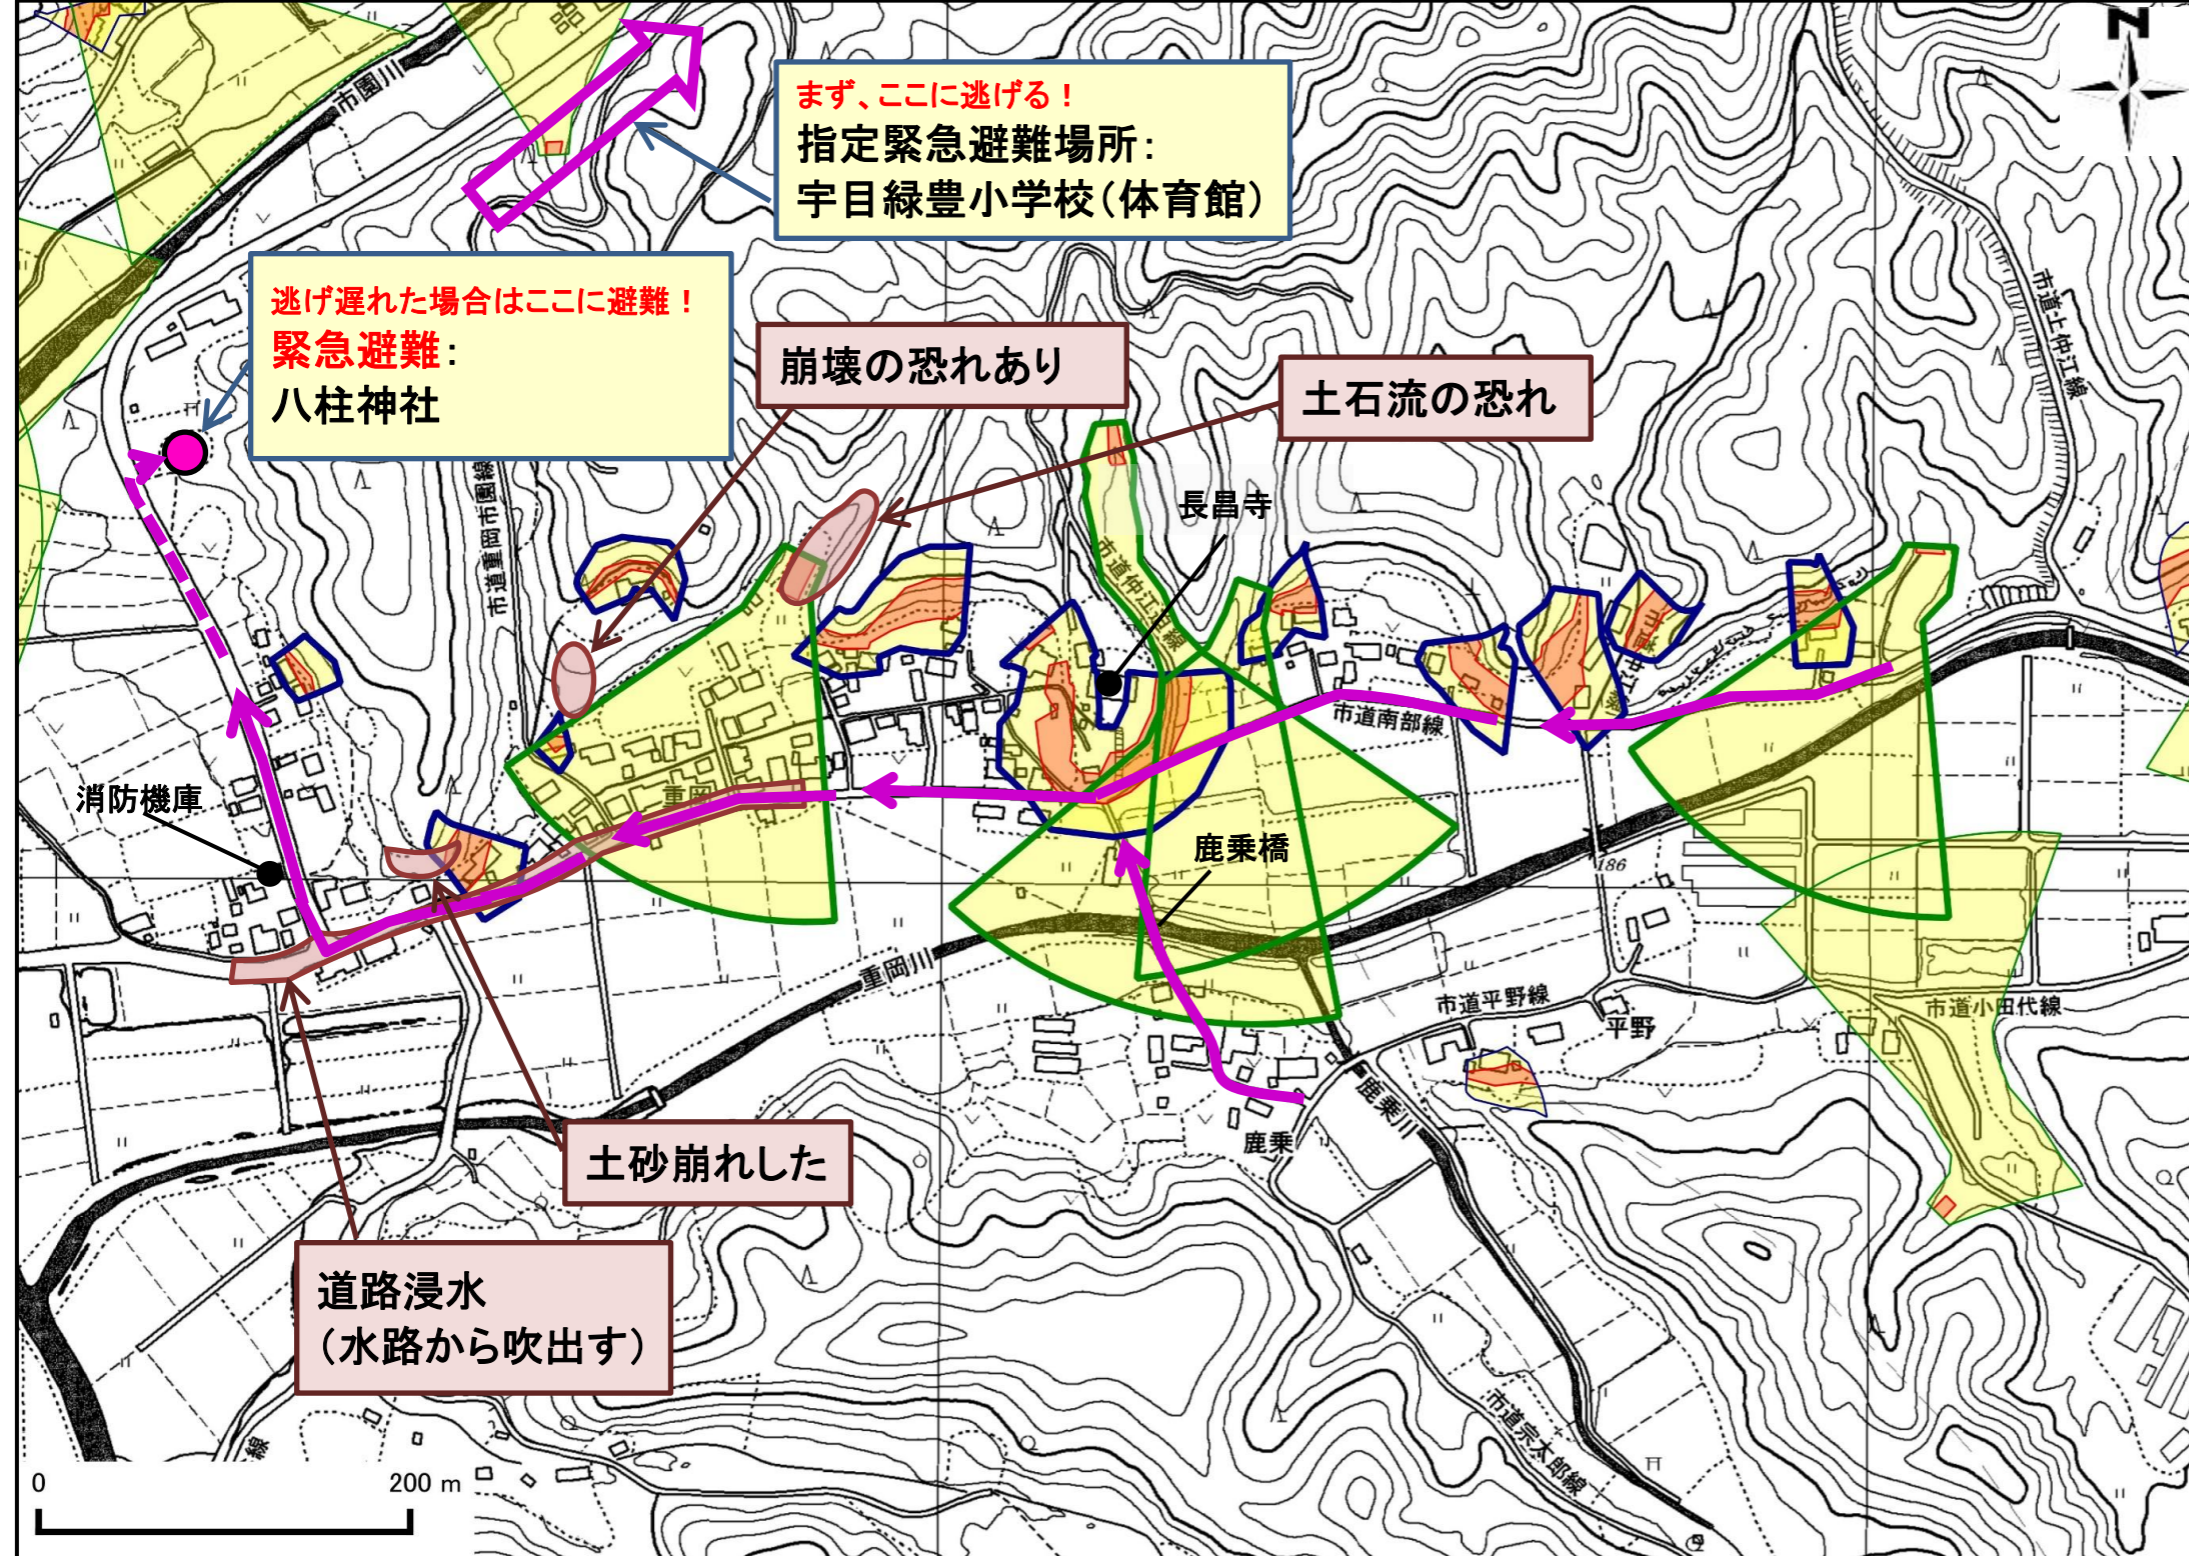 N
市園川
まず、ここに逃げる！
指定緊急避難場所：
宇目緑豊小学校（体育館）
逃げ遅れた場合はここに避難！
緊急避難：
八柱神社
崩壊の恐れあり
土石流の恐れ
市道上仲江線
市道重岡市園線
長昌寺
市道仲江線
市道南部線
重岡
消防機庫
鹿乗橋
186
重岡川
市道平野線
平野
市道小田代線
鹿乗川
鹿乗
土砂崩れした
道路浸水
（水路から吹出す）
市道宗太郎線
線
0
200 m